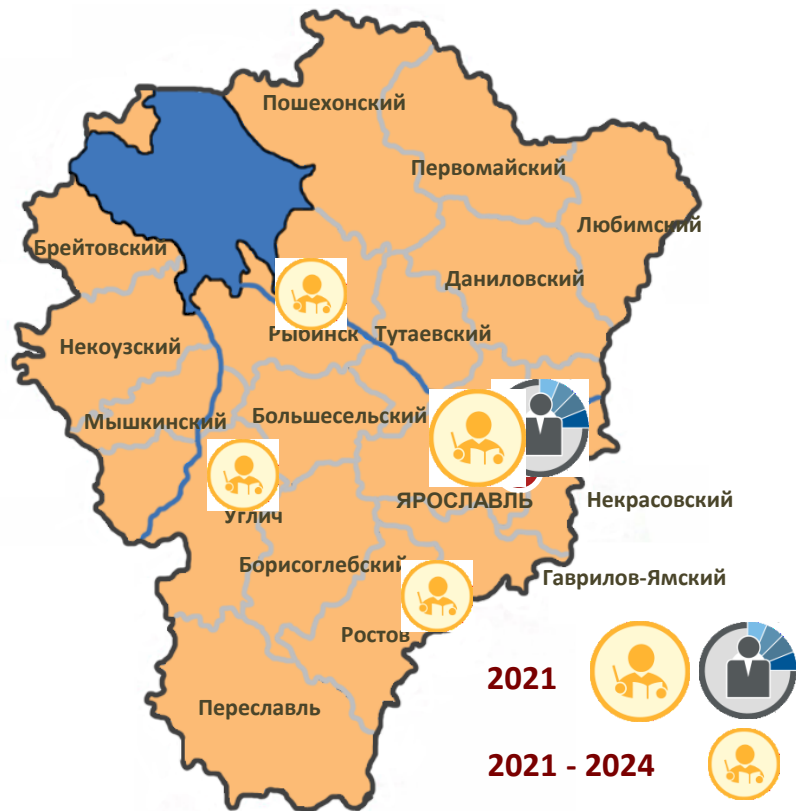 Пошехонский
Первомайский
Любимский
Брейтовский
Даниловский
Рыбинск
Тутаевский
Некоузский
Мышкинский
Большесельский
ЯРОСЛАВЛЬ
Некрасовский
Углич
Борисоглебский
Гаврилов-Ямский
Ростов
Переславль
2021
2021 - 2024